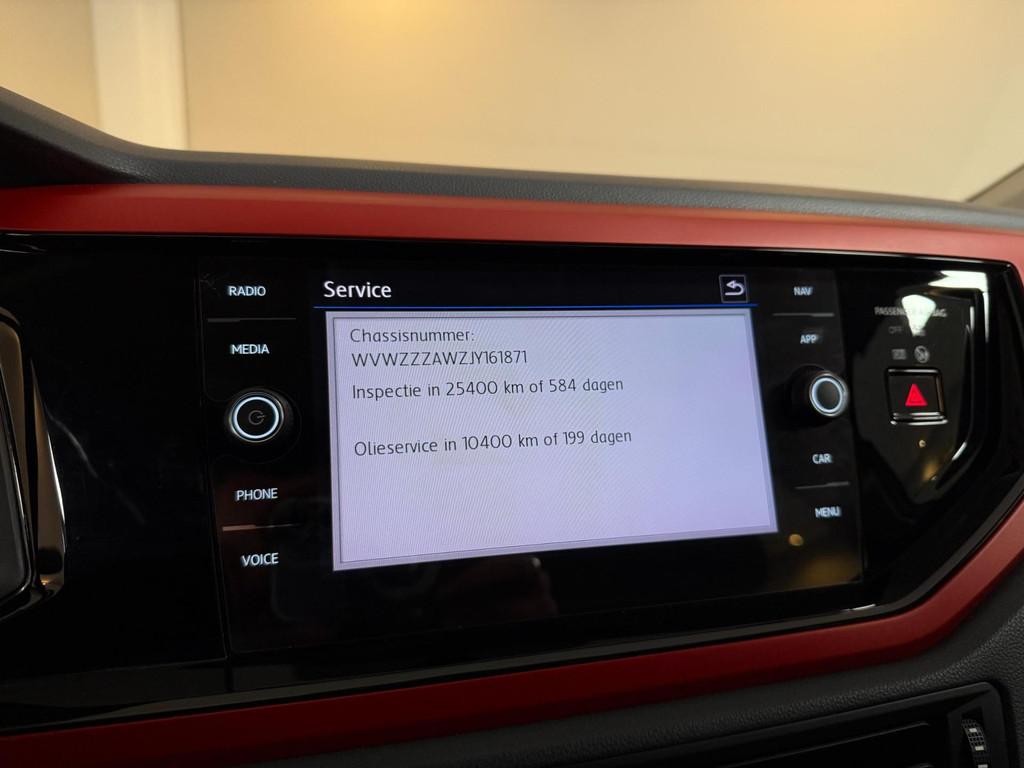 RADIO
MEDIA
PHONE
VOICE
Service
Chassisnummer:
WVWZZZAWZJY161871
Inspectie in 25400 km of 584 dagen
Olieservice in 10400 km of 199 dagen
NAV
APP
CAR
MENU
OFF